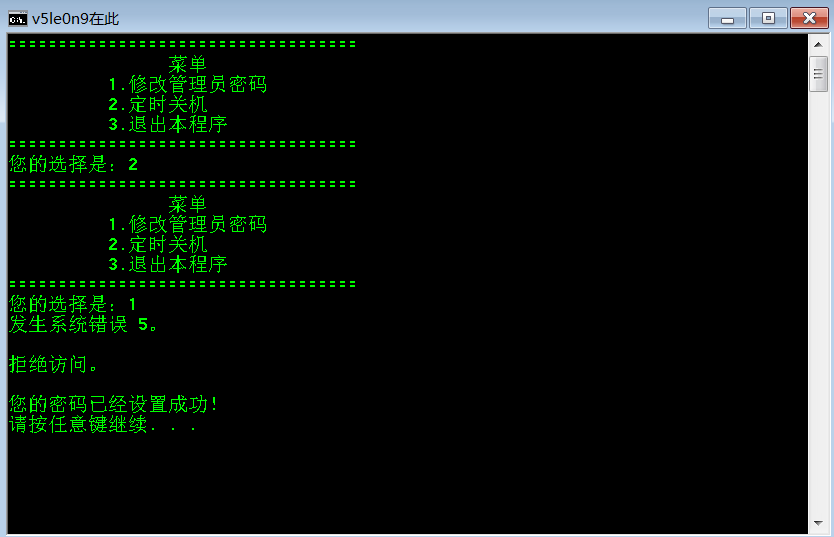 v5le0n9在此
===================================
菜单
1.修改管理员密码
2.定时关机
3.退出本程序
===================================
您的选择是：2
===================================
菜单
1.修改管理员密码
2.定时关机
3.退出本程序
===================================
您的选择是：1
发生系统错误 5。
拒绝访问。
您的密码已经设置成功！
请按任意键继续. . .